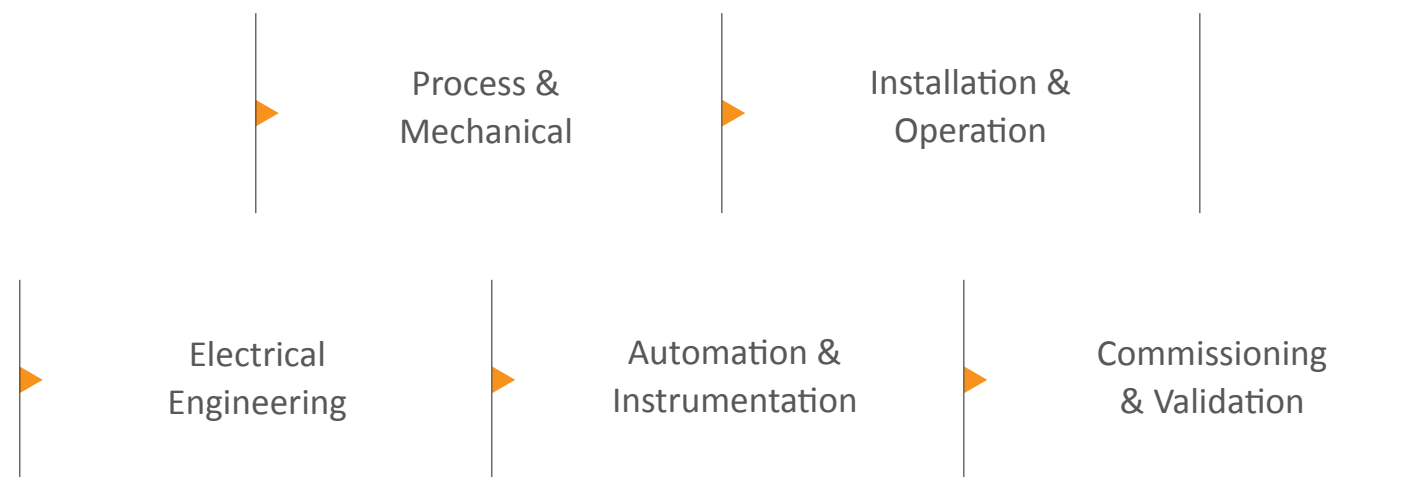 Process &
Mechanical
Installation &
Operation
Electrical
Engineering
Automation &
Instrumentation
Commissioning
& Validation